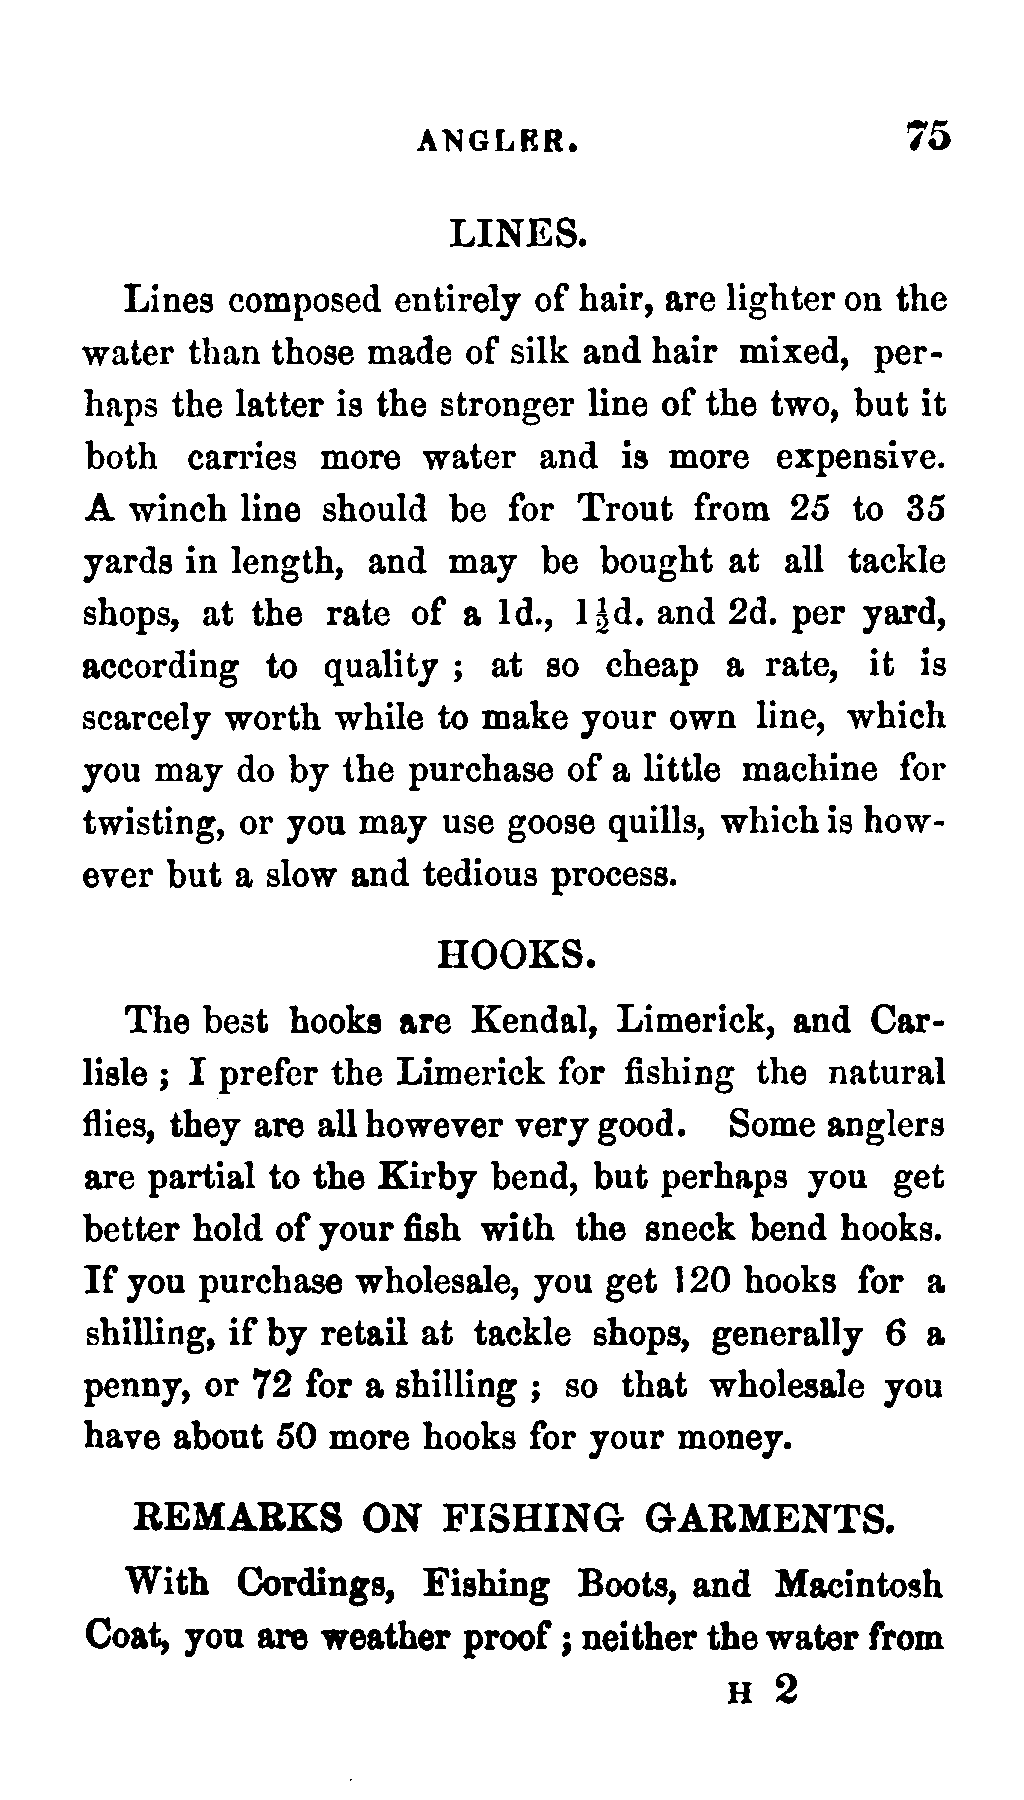 ANGLER. 75
LINES.
Lines composed entirely of hair, are lighter on the
water than those made of silk and hair mixed, per-
haps the latter is the stronger line of the two, but it
both carries more water and is more expensive.
A winch line should be for Trout from 25 to 35
yards in length, and may be bought at all tackle
shops, at the rate of a 1d., 1½d. and 2d. per yard,
according to quality ; at so cheap a rate, it is
scarcely worth while to make your own line, which
you may do by the purchase of a little machine for
twisting, or you may use goose quills, which is how-
ever but a slow and tedious process.
HOOKS.
The best hooks are Kendal, Limerick, and Car-
lisle ; I prefer the Limerick for fishing the natural
flies, they are all however very good. Some anglers
are partial to the Kirby bend, but perhaps you get
better hold of your fish with the sneck bend hooks.
If you purchase wholesale, you get 120 hooks for a
shilling, if by retail at tackle shops, generally 6 a
penny, or 72 for a shilling ; so that wholesale you
have about 50 more hooks for your money.
REMARKS ON FISHING GARMENTS.
With Cordings, Fishing Boots, and Macintosh
Coat, you are weather proof ; neither the water from
H 2